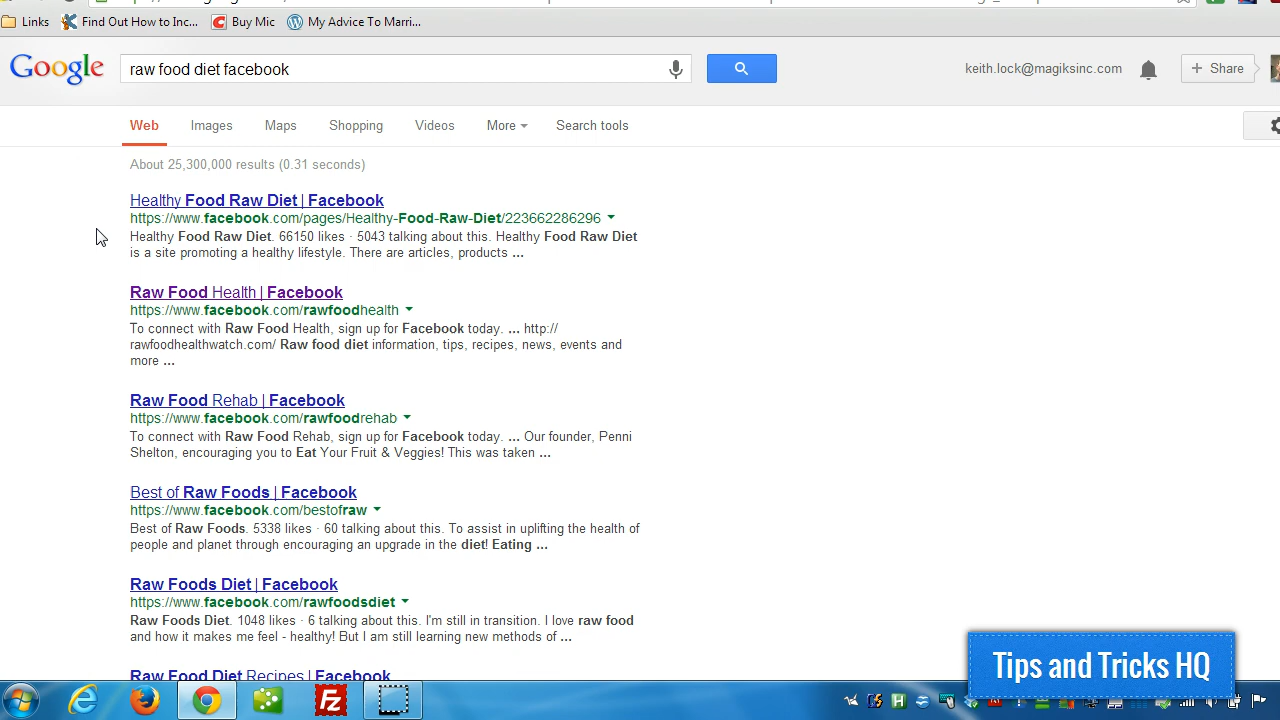 Links Find Out How to Inc... Buy Mic My Advice To Marri...
Google raw food diet facebook keith.lock@magiksinc.com + Share
Web Images Maps Shopping Videos More Search tools
About 25,300,000 results (0.31 seconds)
Healthy Food Raw Diet | Facebook
https://www.facebook.com/pages/Healthy-Food-Raw-Diet/223662286296
Healthy Food Raw Diet. 66150 likes · 5043 talking about this. Healthy Food Raw Diet
is a site promoting a healthy lifestyle. There are articles, products ...
Raw Food Health | Facebook
https://www.facebook.com/rawfoodhealth
To connect with Raw Food Health, sign up for Facebook today. ... http://
rawfoodhealthwatch.com/ Raw food diet information, tips, recipes, news, events and
more ...
Raw Food Rehab | Facebook
https://www.facebook.com/rawfoodrehab
To connect with Raw Food Rehab, sign up for Facebook today. ... Our founder, Penni
Shelton, encouraging you to Eat Your Fruit & Veggies! This was taken ...
Best of Raw Foods | Facebook
https://www.facebook.com/bestofraw
Best of Raw Foods. 5338 likes · 60 talking about this. To assist in uplifting the health of
people and planet through encouraging an upgrade in the diet! Eating ...
Raw Foods Diet | Facebook
https://www.facebook.com/rawfoodsdiet
Raw Foods Diet. 1048 likes · 6 talking about this. I'm still in transition. I love raw food
and how it makes me feel - healthy! But I am still learning new methods of ...
Raw Food Diet Recipes | Facebook
Tips and Tricks HQ